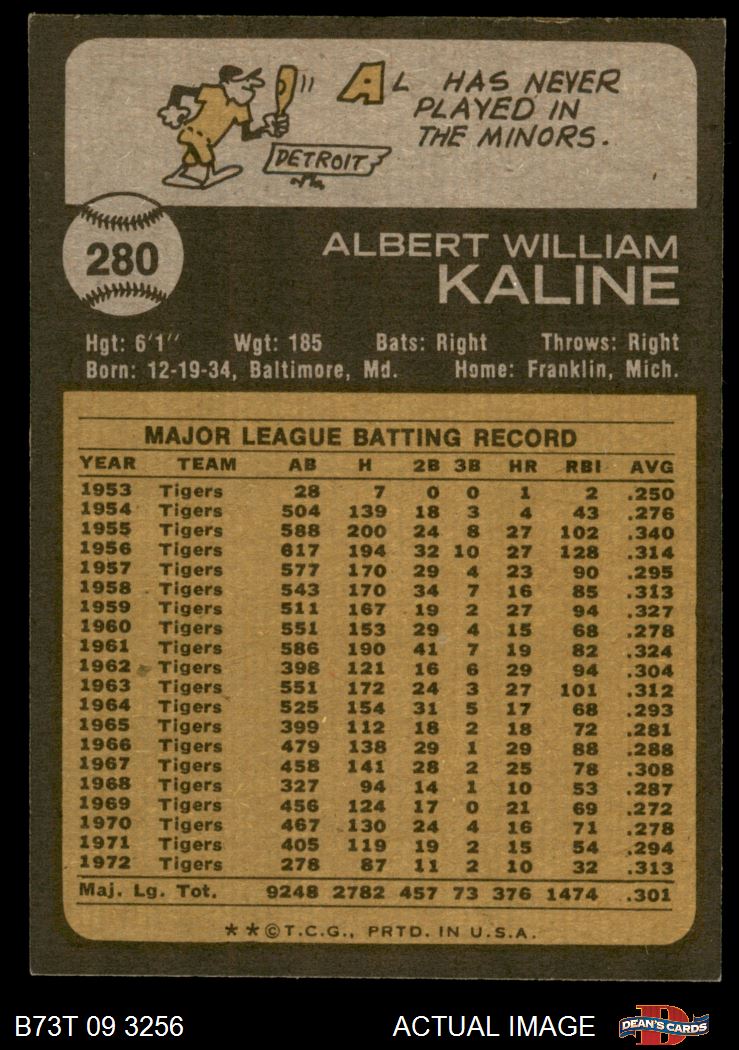 AL HAS NEVER
PLAYED IN
THE MINORS.
DETROIT
280
ALBERT WILLIAM
KALINE
Hgt: 6'1" Wgt: 185 Bats: Right Throws: Right
Born: 12-19-34, Baltimore, Md. Home: Franklin, Mich.
MAJOR LEAGUE BATTING RECORD
YEAR TEAM AB H 2B 3B HR RBI AVG
1953 Tigers 28 7 0 0 1 2 .250
1954 Tigers 504 139 18 3 4 43 .276
1955 Tigers 588 200 24 8 27 102 .340
1956 Tigers 617 194 32 10 27 128 .314
1957 Tigers 577 170 29 4 23 90 .295
1958 Tigers 543 170 34 7 16 85 .313
1959 Tigers 511 167 19 2 27 94 .327
1960 Tigers 551 153 29 4 15 68 .278
1961 Tigers 586 190 41 7 19 82 .324
1962 Tigers 398 121 16 6 29 94 .304
1963 Tigers 551 172 24 3 27 101 .312
1964 Tigers 525 154 31 5 17 68 .293
1965 Tigers 399 112 18 2 18 72 .281
1966 Tigers 479 138 29 1 29 88 .288
1967 Tigers 458 141 28 2 25 78 .308
1968 Tigers 327 94 14 1 10 53 .287
1969 Tigers 456 124 17 0 21 69 .272
1970 Tigers 467 130 24 4 16 71 .278
1971 Tigers 405 119 19 2 15 54 .294
1972 Tigers 278 87 11 2 10 32 .313
Maj. Lg. Tot. 9248 2782 457 73 376 1474 .301
**©T.C.G., PRTD. IN U.S.A.
B73T 09 3256 ACTUAL IMAGE
D
DEAN'S CARDS